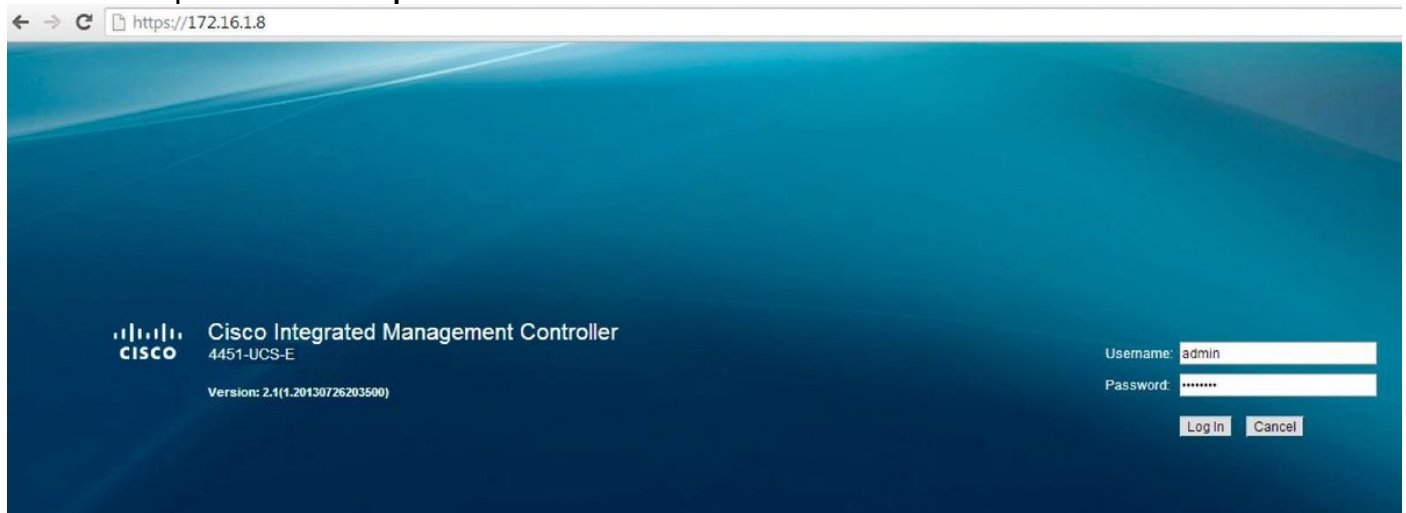 https://172.16.1.8
CISCO
Cisco Integrated Management Controller
4451-UCS-E
Version: 2.1(1.20130726203500)
Username: admin
Password: ••••••••
Log In Cancel